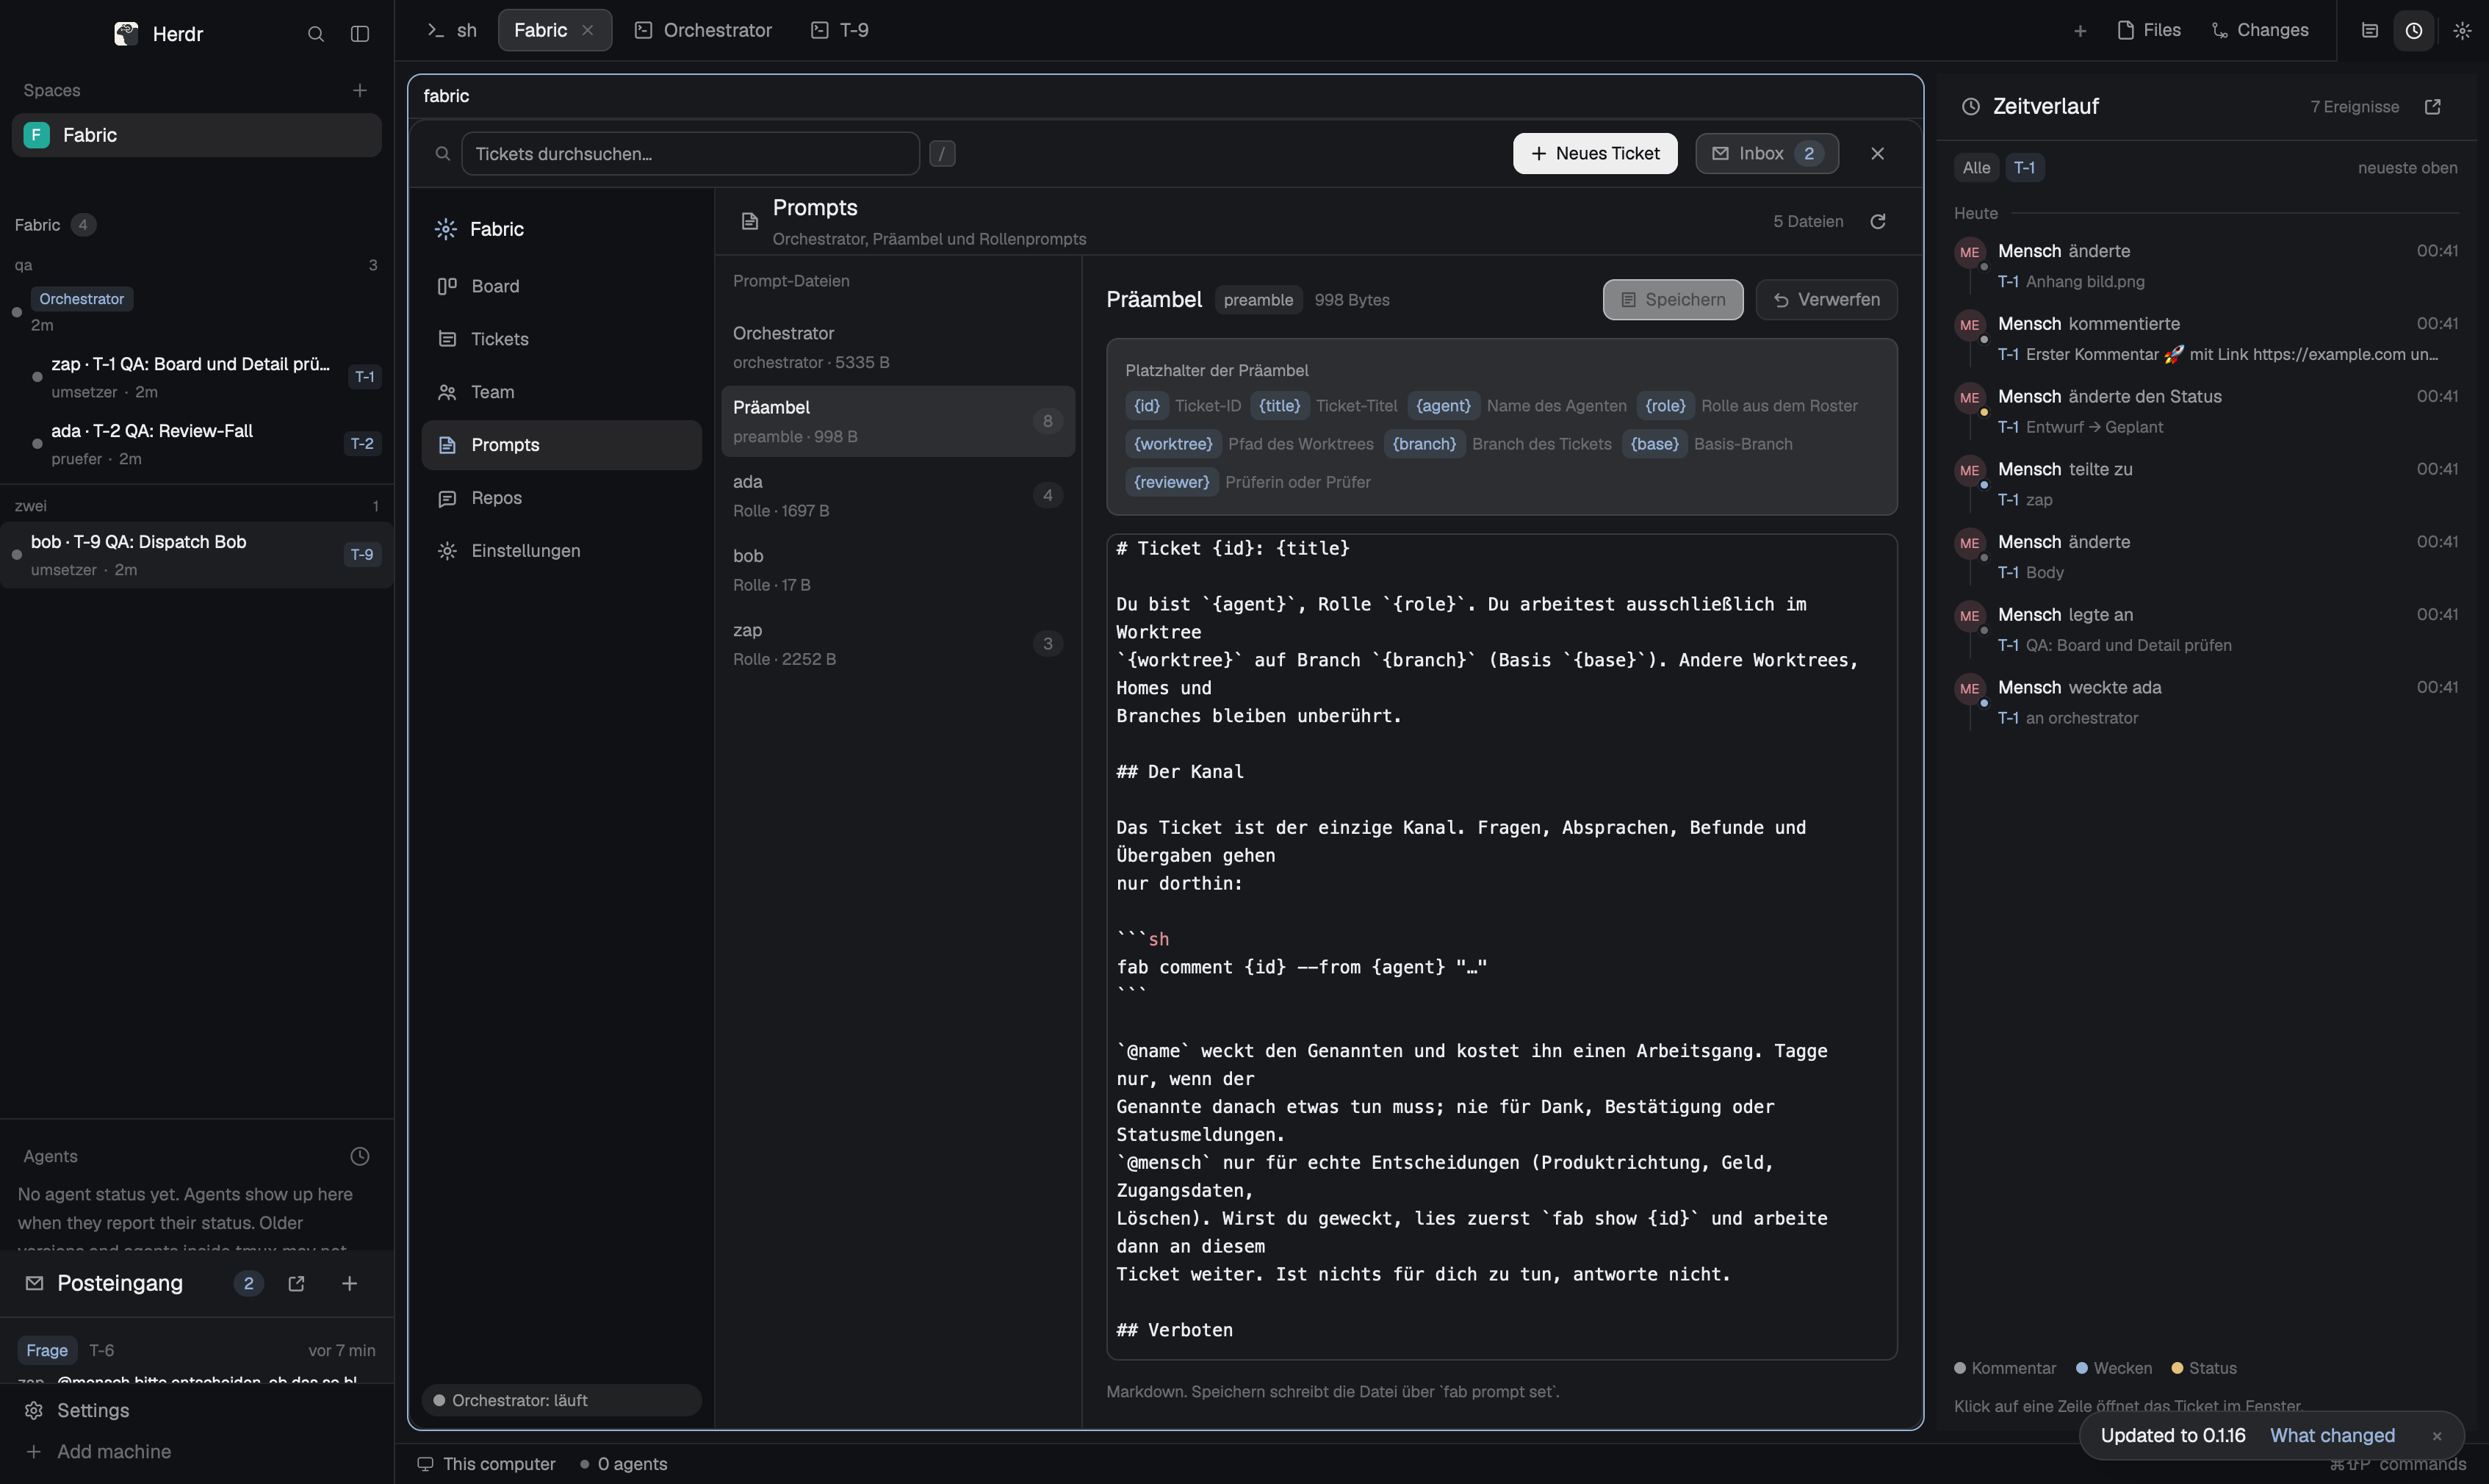 Herdr
Spaces
F Fabric
Fabric 4
qa 3
Orchestrator
2m
zap · T-1 QA: Board und Detail prü...
umsetzer · 2m
T-1
ada · T-2 QA: Review-Fall
pruefer · 2m
T-2
zwei 1
bob · T-9 QA: Dispatch Bob
umsetzer · 2m
T-9
Agents
No agent status yet. Agents show up here
when they report their status. Older
Posteingang 2
Frage T-6 vor 7 min
Settings
Add machine
sh
Fabric
Orchestrator
T-9
Files
Changes
fabric
Tickets durchsuchen...
/
Neues Ticket
Inbox 2
Fabric
Board
Tickets
Team
Prompts
Repos
Einstellungen
Orchestrator: läuft
Prompts
Orchestrator, Präambel und Rollenprompts
5 Dateien
Prompt-Dateien
Orchestrator
orchestrator · 5335 B
Präambel
preamble · 998 B
8
ada
Rolle · 1697 B
4
bob
Rolle · 17 B
zap
Rolle · 2252 B
3
Präambel preamble 998 Bytes
Speichern
Verwerfen
Platzhalter der Präambel
{id} Ticket-ID {title} Ticket-Titel {agent} Name des Agenten {role} Rolle aus dem Roster
{worktree} Pfad des Worktrees {branch} Branch des Tickets {base} Basis-Branch
{reviewer} Prüferin oder Prüfer
# Ticket {id}: {title}
Du bist `{agent}`, Rolle `{role}`. Du arbeitest ausschließlich im
Worktree
`{worktree}` auf Branch `{branch}` (Basis `{base}`). Andere Worktrees,
Homes und
Branches bleiben unberührt.
## Der Kanal
Das Ticket ist der einzige Kanal. Fragen, Absprachen, Befunde und
Übergaben gehen
nur dorthin:
```sh
fab comment {id} --from {agent} "…"
```
`@name` weckt den Genannten und kostet ihn einen Arbeitsgang. Tagge
nur, wenn der
Genannte danach etwas tun muss; nie für Dank, Bestätigung oder
Statusmeldungen.
`@mensch` nur für echte Entscheidungen (Produktrichtung, Geld,
Zugangsdaten,
Löschen). Wirst du geweckt, lies zuerst `fab show {id}` und arbeite
dann an diesem
Ticket weiter. Ist nichts für dich zu tun, antworte nicht.
## Verboten
Markdown. Speichern schreibt die Datei über `fab prompt set`.
Zeitverlauf
7 Ereignisse
Alle T-1
neueste oben
Heute
ME Mensch änderte 00:41
T-1 Anhang bild.png
ME Mensch kommentierte 00:41
T-1 Erster Kommentar 🚀 mit Link https://example.com un...
ME Mensch änderte den Status 00:41
T-1 Entwurf → Geplant
ME Mensch teilte zu 00:41
T-1 zap
ME Mensch änderte 00:41
T-1 Body
ME Mensch legte an 00:41
T-1 QA: Board und Detail prüfen
ME Mensch weckte ada 00:41
T-1 an orchestrator
Kommentar Wecken Status
Klick auf eine Zeile öffnet das Ticket im Fenster.
Updated to 0.1.16 What changed ×
This computer
0 agents
⌘⇧P commands